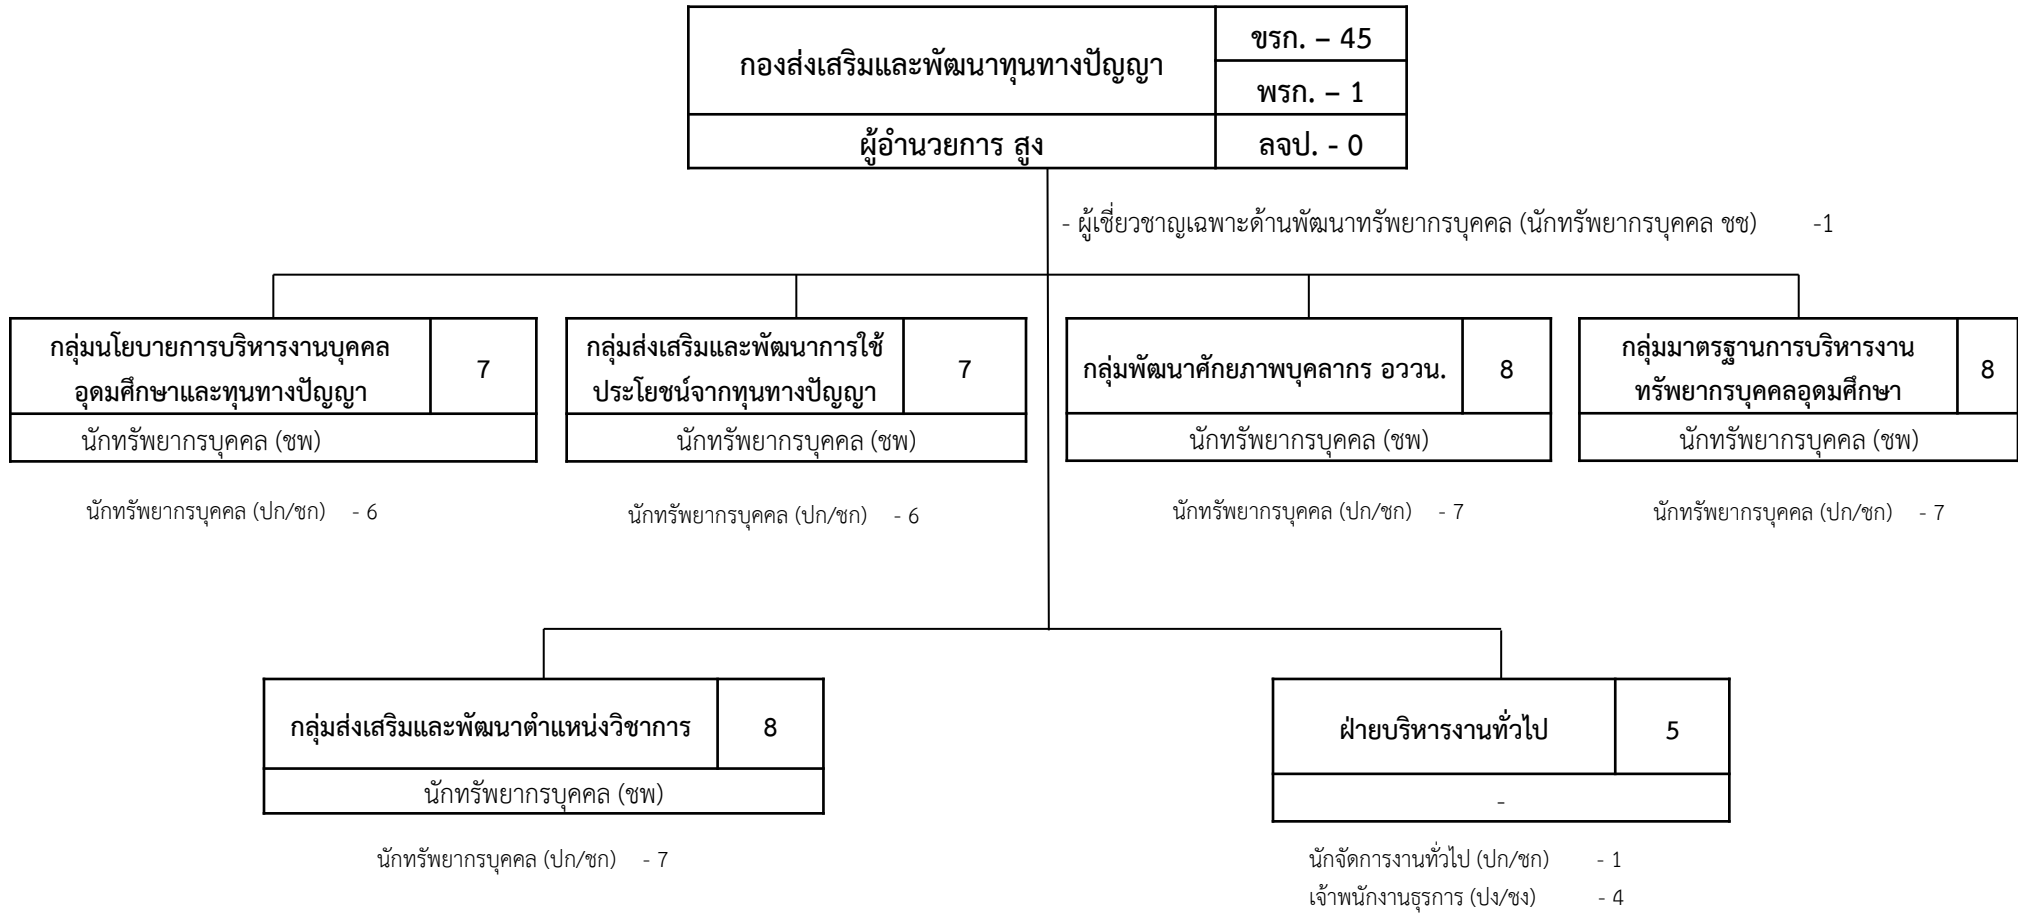 กองส่งเสริมและพัฒนาทุนทางปัญญา
ขรก. – 45
พรก. – 1
ผู้อำนวยการ สูง
ลจป. - 0
- ผู้เชี่ยวชาญเฉพาะด้านพัฒนาทรัพยากรบุคคล (นักทรัพยากรบุคคล ชช) -1
กลุ่มนโยบายการบริหารงานบุคคล
อุดมศึกษาและทุนทางปัญญา
7
นักทรัพยากรบุคคล (ชพ)
นักทรัพยากรบุคคล (ปก/ชก) - 6
กลุ่มส่งเสริมและพัฒนาการใช้
ประโยชน์จากทุนทางปัญญา
7
นักทรัพยากรบุคคล (ชพ)
นักทรัพยากรบุคคล (ปก/ชก) - 6
กลุ่มพัฒนาศักยภาพบุคลากร อววน.
8
นักทรัพยากรบุคคล (ชพ)
นักทรัพยากรบุคคล (ปก/ชก) - 7
กลุ่มมาตรฐานการบริหารงาน
ทรัพยากรบุคคลอุดมศึกษา
8
นักทรัพยากรบุคคล (ชพ)
นักทรัพยากรบุคคล (ปก/ชก) - 7
กลุ่มส่งเสริมและพัฒนาตำแหน่งวิชาการ
8
นักทรัพยากรบุคคล (ชพ)
นักทรัพยากรบุคคล (ปก/ชก) - 7
ฝ่ายบริหารงานทั่วไป
5
-
นักจัดการงานทั่วไป (ปก/ชก) - 1
เจ้าพนักงานธุรการ (ปง/ชง) - 4